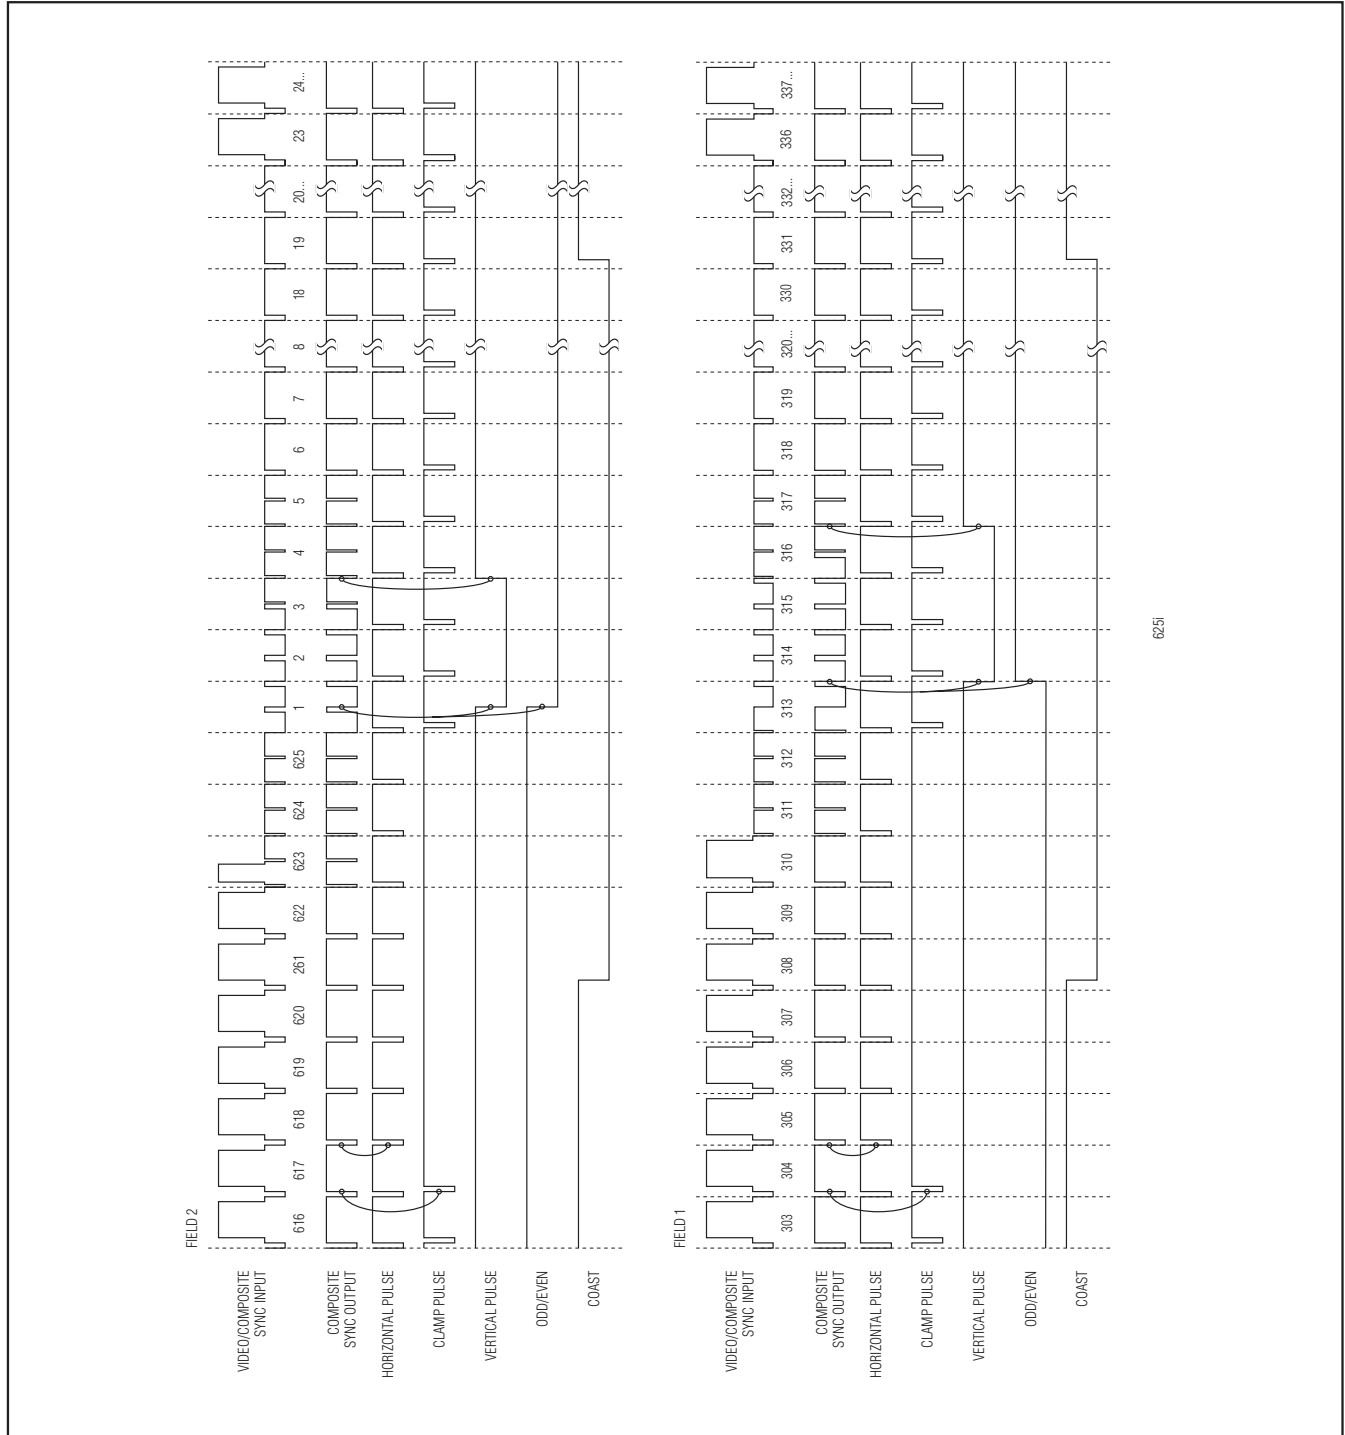 FIELD 2
VIDEO/COMPOSITE
SYNC INPUT
616 617 618 619 620 261 622 623 624 625 1 2 3 4 5 6 7 8 18 19 20... 23 24...
COMPOSITE
SYNC OUTPUT
HORIZONTAL PULSE
CLAMP PULSE
VERTICAL PULSE
ODD/EVEN
COAST
FIELD 1
VIDEO/COMPOSITE
SYNC INPUT
303 304 305 306 307 308 309 310 311 312 313 314 315 316 317 318 319 320... 330 331 332... 336 337...
COMPOSITE
SYNC OUTPUT
HORIZONTAL PULSE
CLAMP PULSE
VERTICAL PULSE
ODD/EVEN
COAST
625i